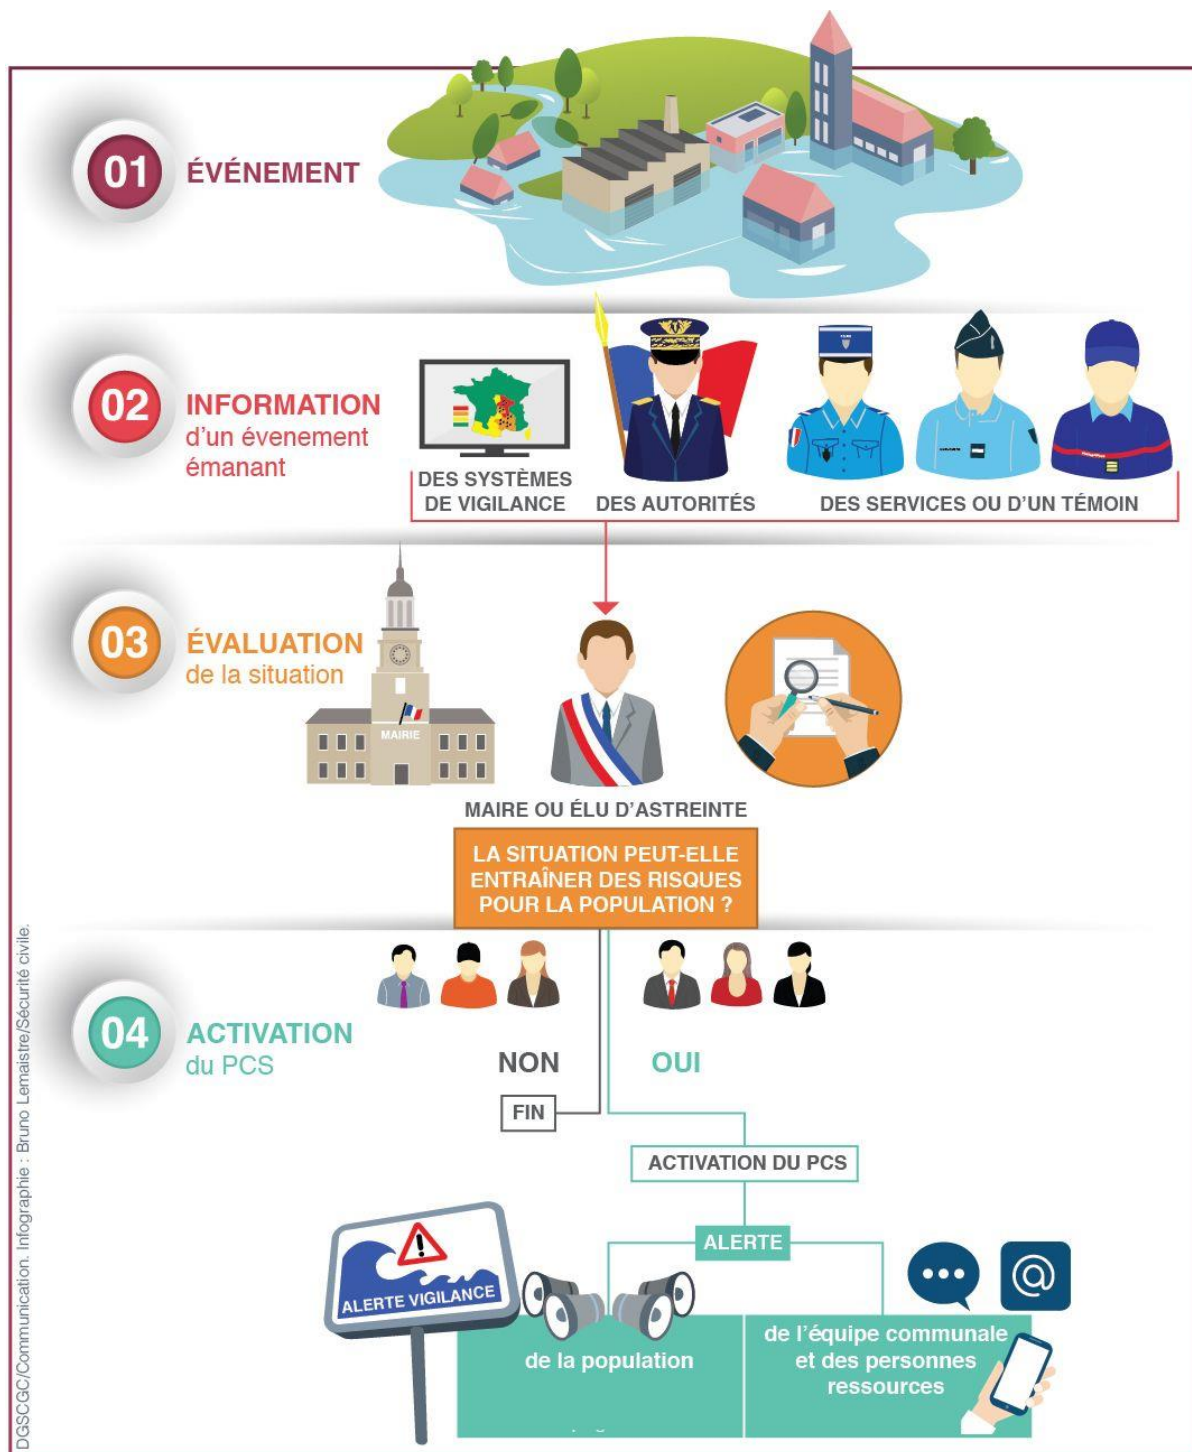 01
ÉVÉNEMENT
02
INFORMATION
d'un évenement
émanant
DES SYSTÈMES
DE VIGILANCE
DES AUTORITÉS
DES SERVICES OU D'UN TÉMOIN
03
ÉVALUATION
de la situation
MAIRIE
MAIRE OU ÉLU D'ASTREINTE
LA SITUATION PEUT-ELLE
ENTRAÎNER DES RISQUES
POUR LA POPULATION ?
04
ACTIVATION
du PCS
NON
OUI
FIN
ACTIVATION DU PCS
ALERTE
ALERTE VIGILANCE
de la population
de l'équipe communale
et des personnes
ressources
@
DGSCGC/Communication. Infographie : Bruno Lemaistre/Sécurité civile.